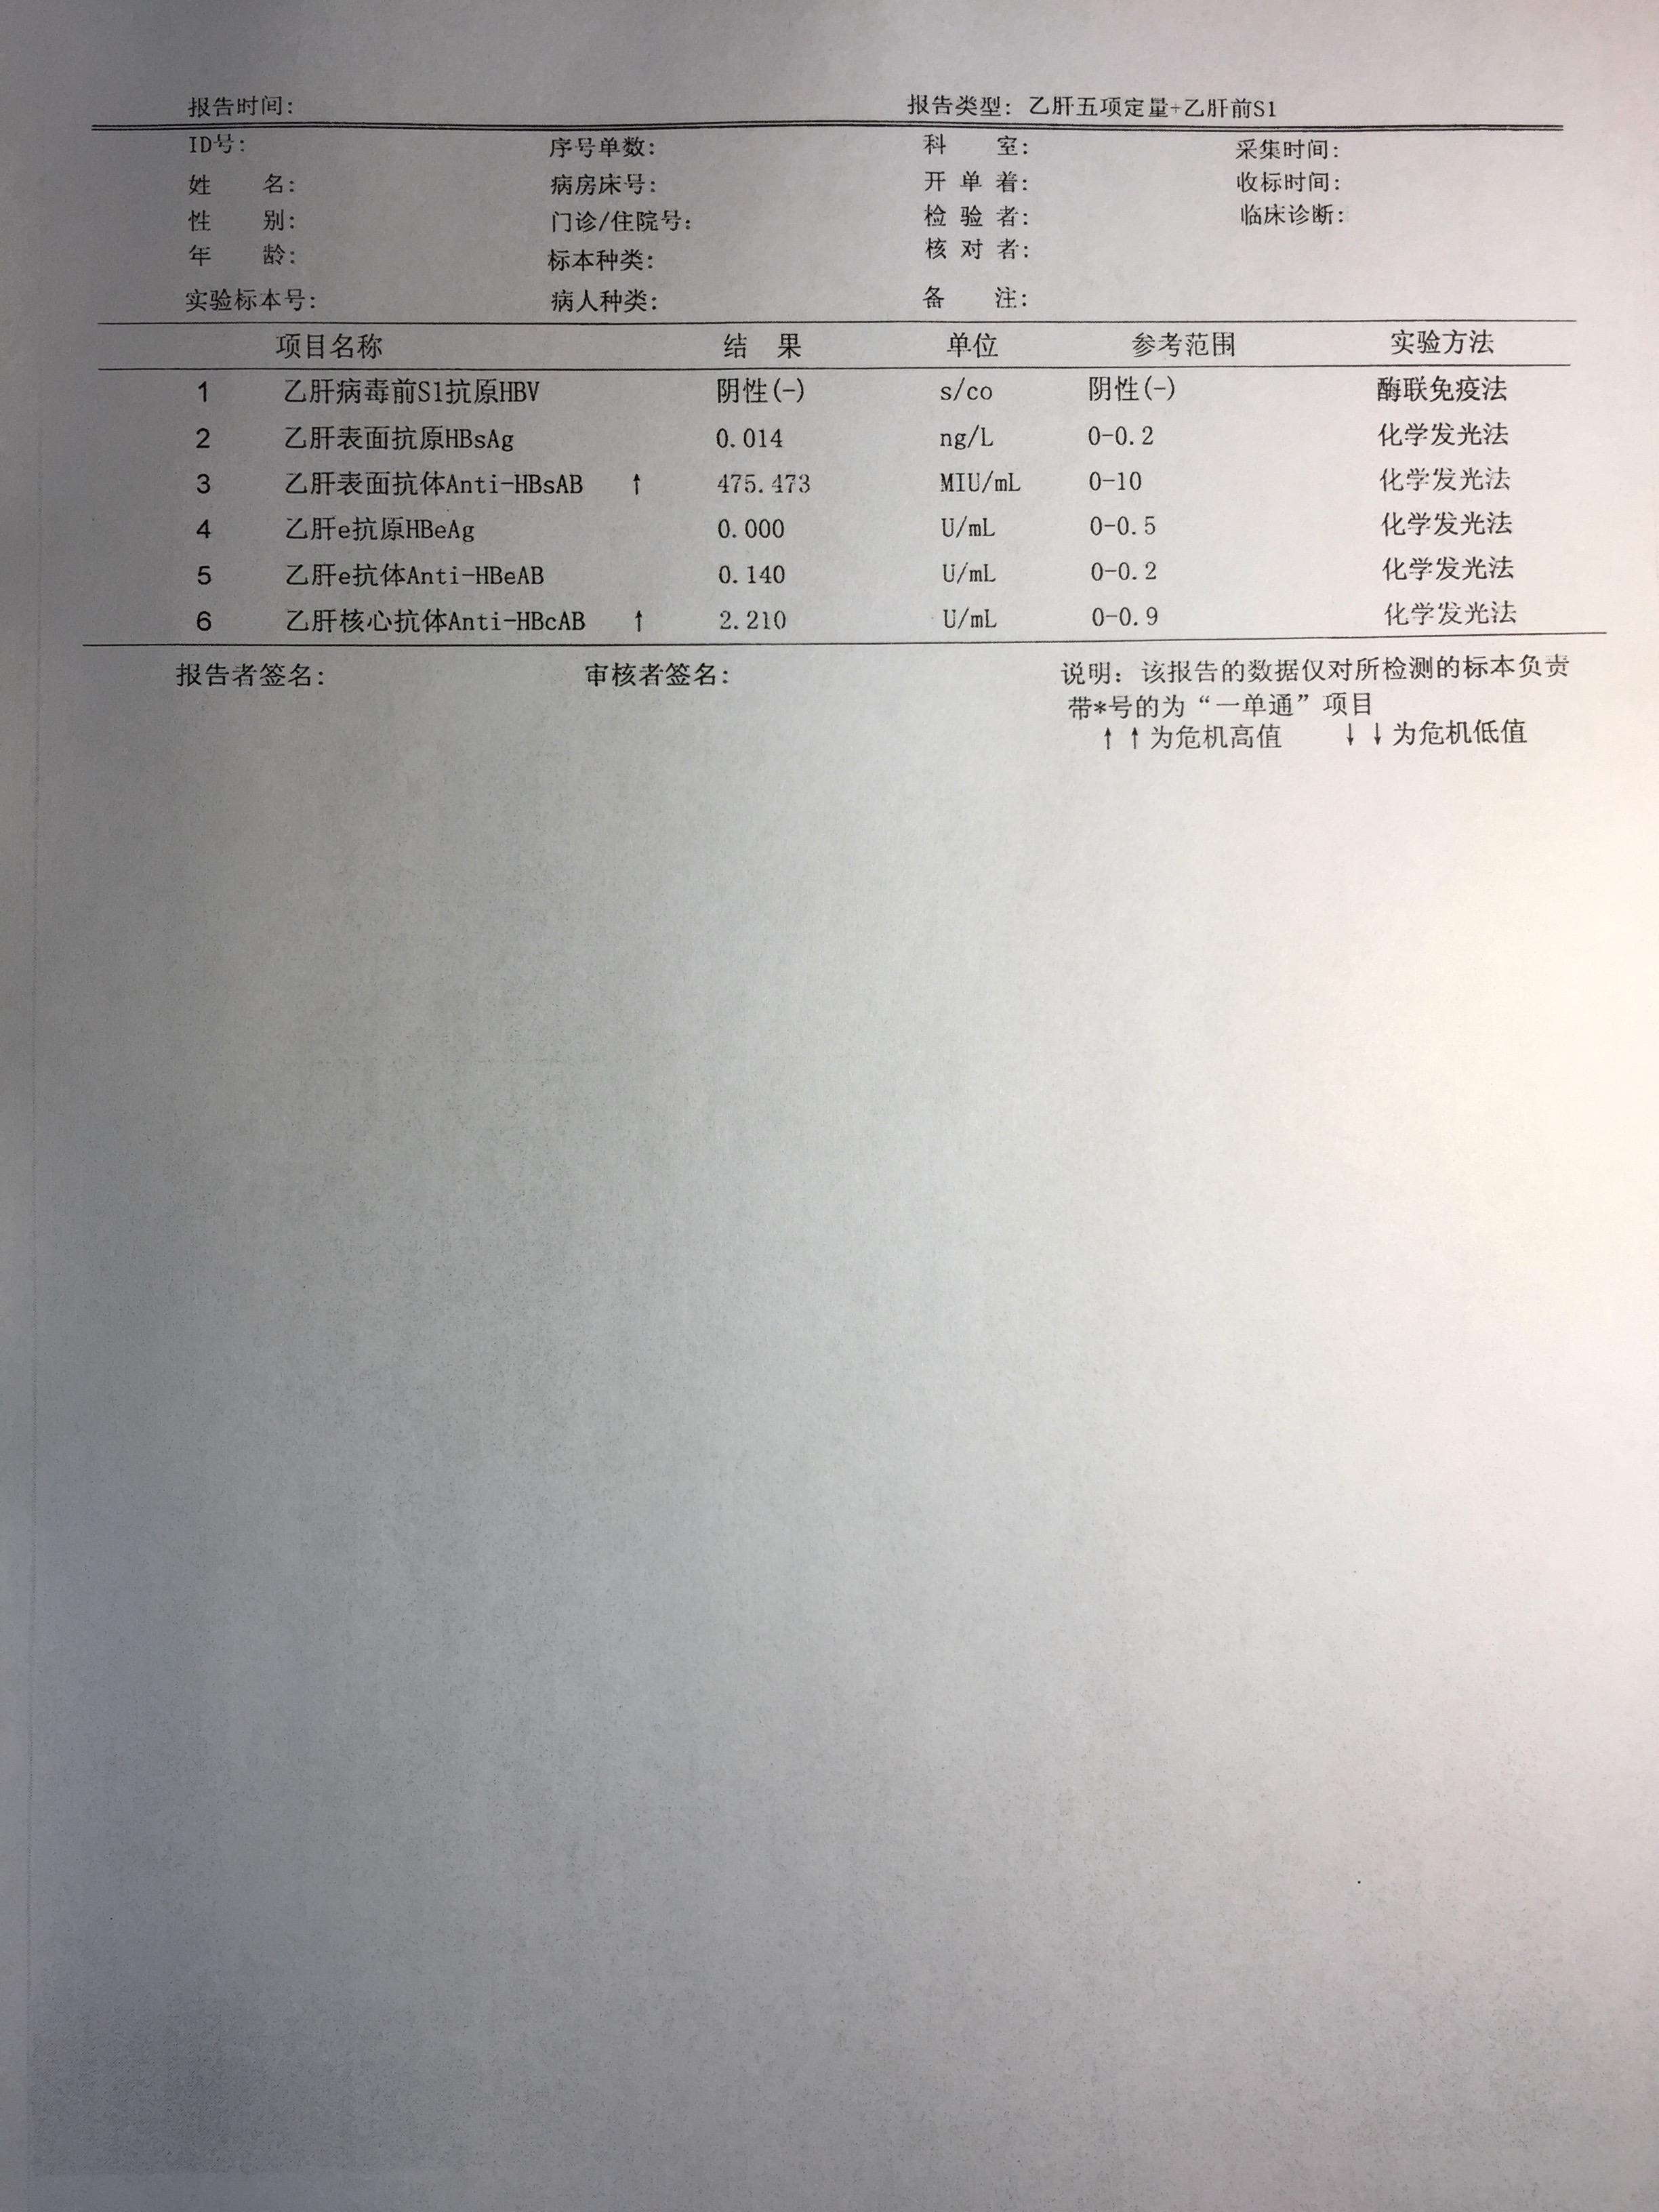 报告时间: 报告类型: 乙肝五项定量+乙肝前S1
ID号: 序号单数: 科 室: 采集时间:
姓 名: 病房床号: 开 单 着: 收标时间:
性 别: 门诊/住院号: 检 验 者: 临床诊断:
年 龄: 标本种类: 核 对 者:
实验标本号: 病人种类: 备 注:
项目名称 结 果 单位 参考范围 实验方法
1 乙肝病毒前S1抗原HBV 阴性(-) s/co 阴性(-) 酶联免疫法
2 乙肝表面抗原HBsAg 0.014 ng/L 0-0.2 化学发光法
3 乙肝表面抗体Anti-HBsAB ↑ 475.473 MIU/mL 0-10 化学发光法
4 乙肝e抗原HBeAg 0.000 U/mL 0-0.5 化学发光法
5 乙肝e抗体Anti-HBeAB 0.140 U/mL 0-0.2 化学发光法
6 乙肝核心抗体Anti-HBcAB ↑ 2.210 U/mL 0-0.9 化学发光法
报告者签名: 审核者签名: 说明: 该报告的数据仅对所检测的标本负责
带*号的为“一单通”项目
↑↑为危机高值 ↓↓为危机低值